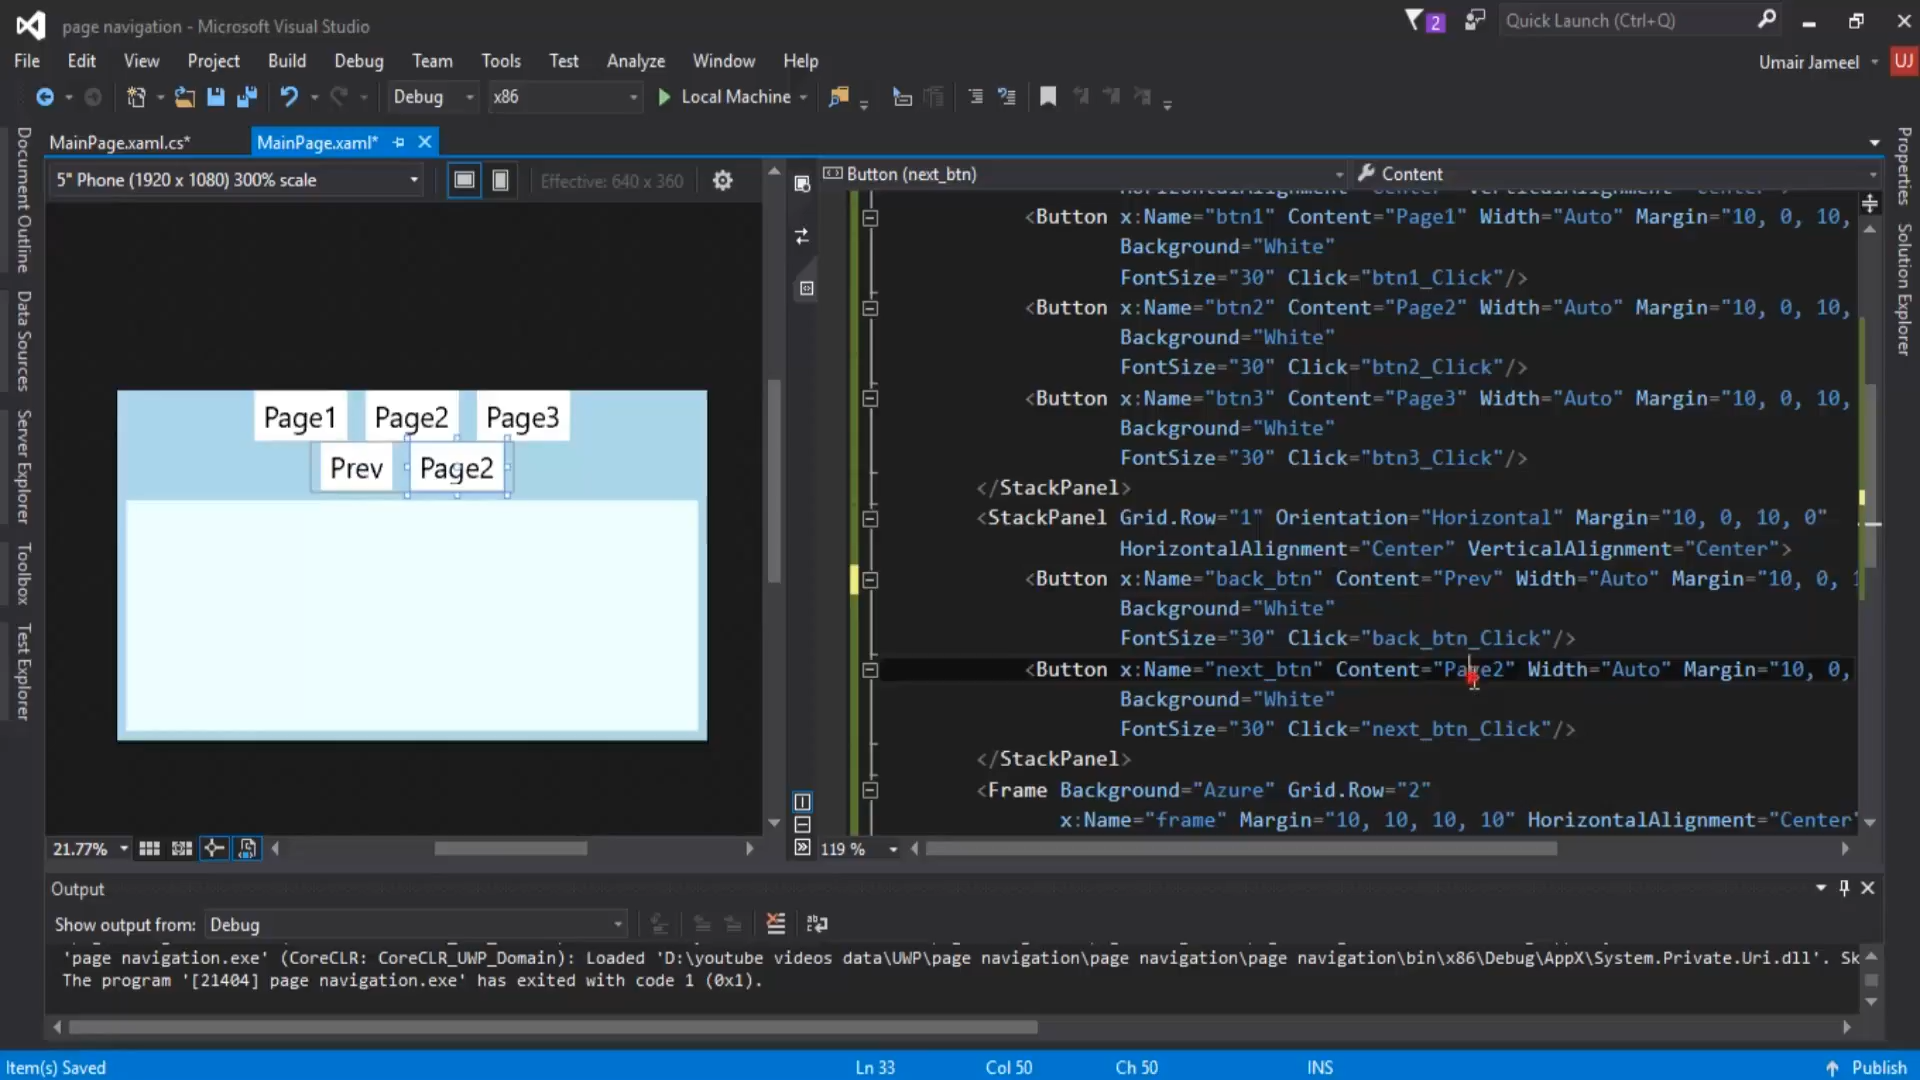 page navigation - Microsoft Visual Studio
2
Quick Launch (Ctrl+Q)
File Edit View Project Build Debug Team Tools Test Analyze Window Help
Umair Jameel UJ
Debug x86 Local Machine
MainPage.xaml.cs* MainPage.xaml*
5" Phone (1920 x 1080) 300% scale
Effective: 640 x 360
Document Outline
Data Sources
Server Explorer
Toolbox
Test Explorer
Page1 Page2 Page3
Prev Page2
21.77%
Button (next_btn) Content
<Button x:Name="btn1" Content="Page1" Width="Auto" Margin="10, 0, 10,
Background="White"
FontSize="30" Click="btn1_Click"/>
<Button x:Name="btn2" Content="Page2" Width="Auto" Margin="10, 0, 10,
Background="White"
FontSize="30" Click="btn2_Click"/>
<Button x:Name="btn3" Content="Page3" Width="Auto" Margin="10, 0, 10,
Background="White"
FontSize="30" Click="btn3_Click"/>
</StackPanel>
<StackPanel Grid.Row="1" Orientation="Horizontal" Margin="10, 0, 10, 0"
HorizontalAlignment="Center" VerticalAlignment="Center">
<Button x:Name="back_btn" Content="Prev" Width="Auto" Margin="10, 0, 1
Background="White"
FontSize="30" Click="back_btn_Click"/>
<Button x:Name="next_btn" Content="Page2" Width="Auto" Margin="10, 0,
Background="White"
FontSize="30" Click="next_btn_Click"/>
</StackPanel>
<Frame Background="Azure" Grid.Row="2"
x:Name="frame" Margin="10, 10, 10, 10" HorizontalAlignment="Center"
119 %
Properties
Solution Explorer
Output
Show output from: Debug
'page navigation.exe' (CoreCLR: CoreCLR_UWP_Domain): Loaded 'D:\youtube videos data\UWP\page navigation\page navigation\page navigation\bin\x86\Debug\AppX\System.Private.Uri.dll'. Sk
The program '[21404] page navigation.exe' has exited with code 1 (0x1).
Item(s) Saved Ln 33 Col 50 Ch 50 INS Publish